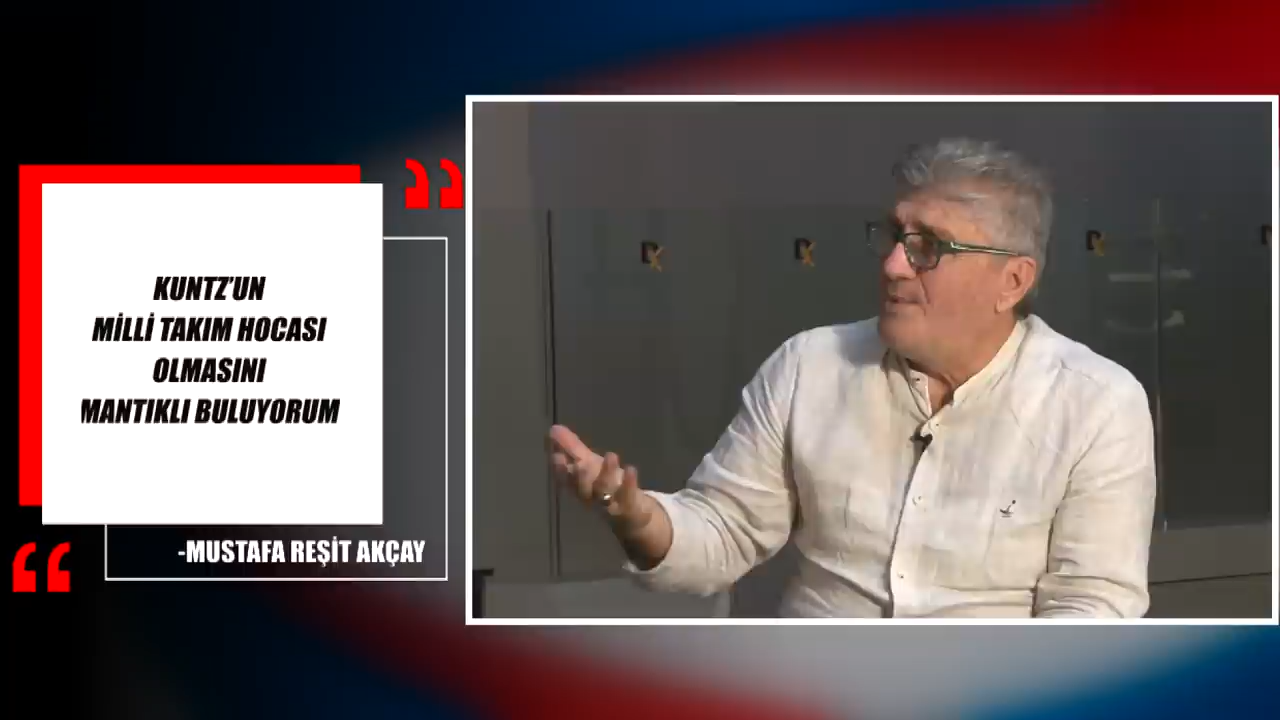 KUNTZ'UN
MİLLİ TAKIM HOCASI
OLMASINI
MANTIKLI BULUYORUM
-MUSTAFA REŞİT AKÇAY